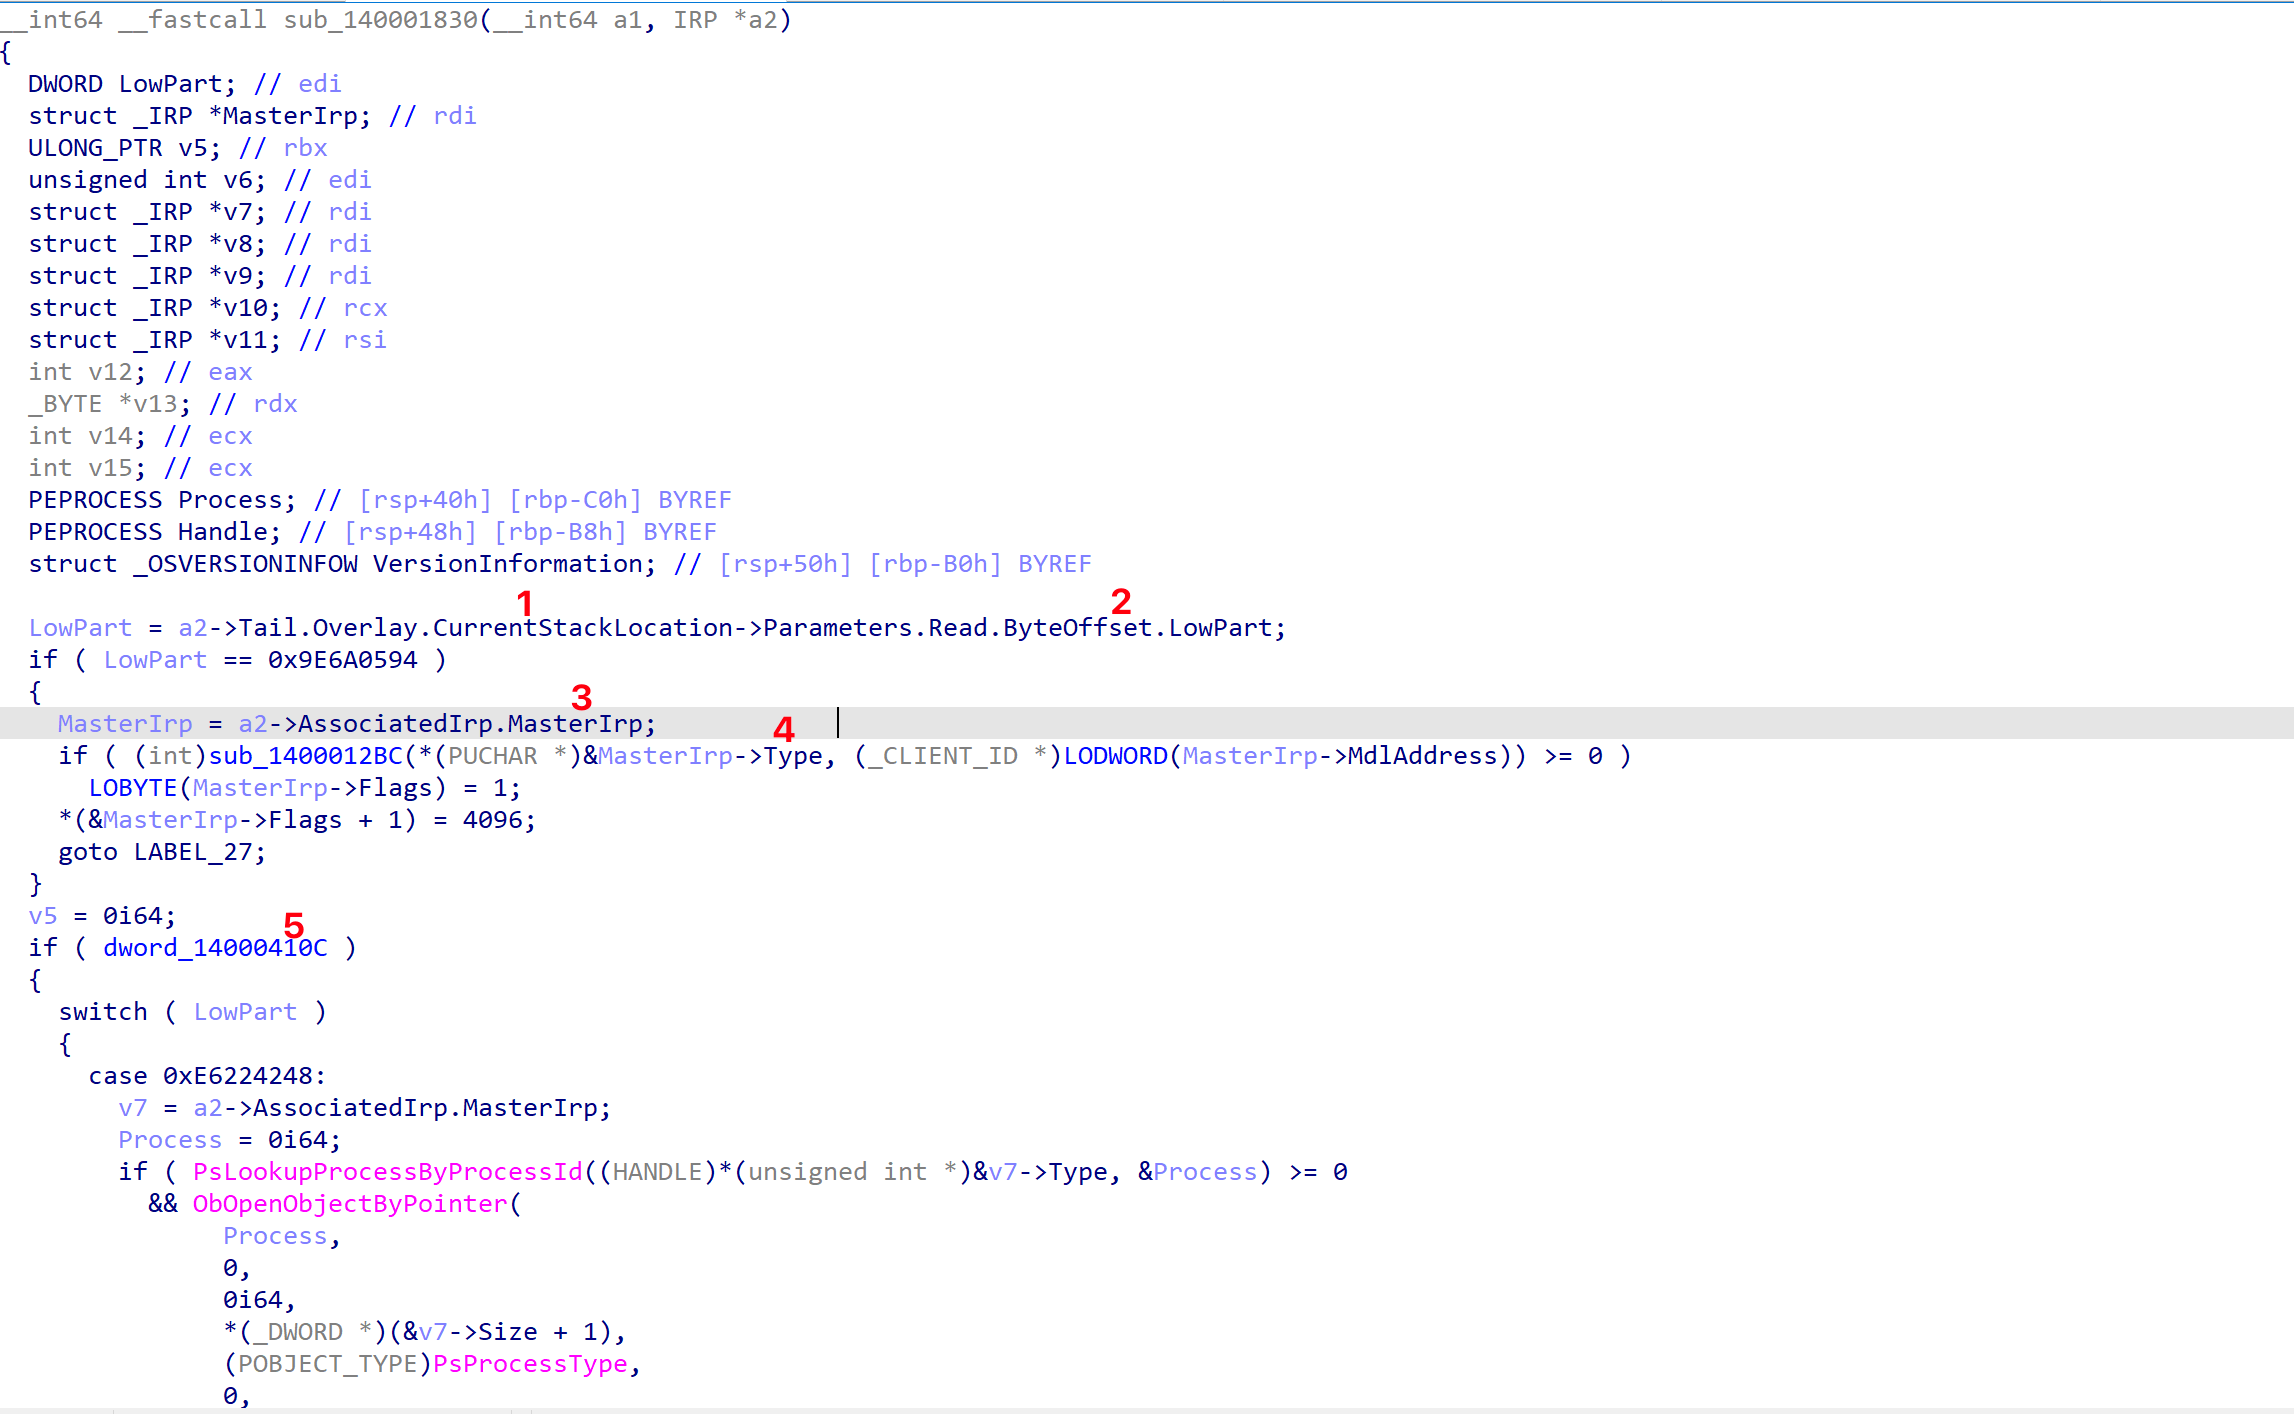 __int64 __fastcall sub_140001830(__int64 a1, IRP *a2)
{
  DWORD LowPart; // edi
  struct _IRP *MasterIrp; // rdi
  ULONG_PTR v5; // rbx
  unsigned int v6; // edi
  struct _IRP *v7; // rdi
  struct _IRP *v8; // rdi
  struct _IRP *v9; // rdi
  struct _IRP *v10; // rcx
  struct _IRP *v11; // rsi
  int v12; // eax
  _BYTE *v13; // rdx
  int v14; // ecx
  int v15; // ecx
  PEPROCESS Process; // [rsp+40h] [rbp-C0h] BYREF
  PEPROCESS Handle; // [rsp+48h] [rbp-B8h] BYREF
  struct _OSVERSIONINFOW VersionInformation; // [rsp+50h] [rbp-B0h] BYREF
1 2
  LowPart = a2->Tail.Overlay.CurrentStackLocation->Parameters.Read.ByteOffset.LowPart;
  if ( LowPart == 0x9E6A0594 )
  {
3
    MasterIrp = a2->AssociatedIrp.MasterIrp;
4
    if ( (int)sub_1400012BC(*(PUCHAR *)&MasterIrp->Type, (_CLIENT_ID *)LODWORD(MasterIrp->MdlAddress)) >= 0 )
      LOBYTE(MasterIrp->Flags) = 1;
    *(&MasterIrp->Flags + 1) = 4096;
    goto LABEL_27;
  }
  v5 = 0i64;
5
  if ( dword_14000410C )
  {
    switch ( LowPart )
    {
      case 0xE6224248:
        v7 = a2->AssociatedIrp.MasterIrp;
        Process = 0i64;
        if ( PsLookupProcessByProcessId((HANDLE)*(unsigned int *)&v7->Type, &Process) >= 0
          && ObOpenObjectByPointer(
               Process,
               0,
               0i64,
               *(_DWORD *)(&v7->Size + 1),
               (POBJECT_TYPE)PsProcessType,
               0,